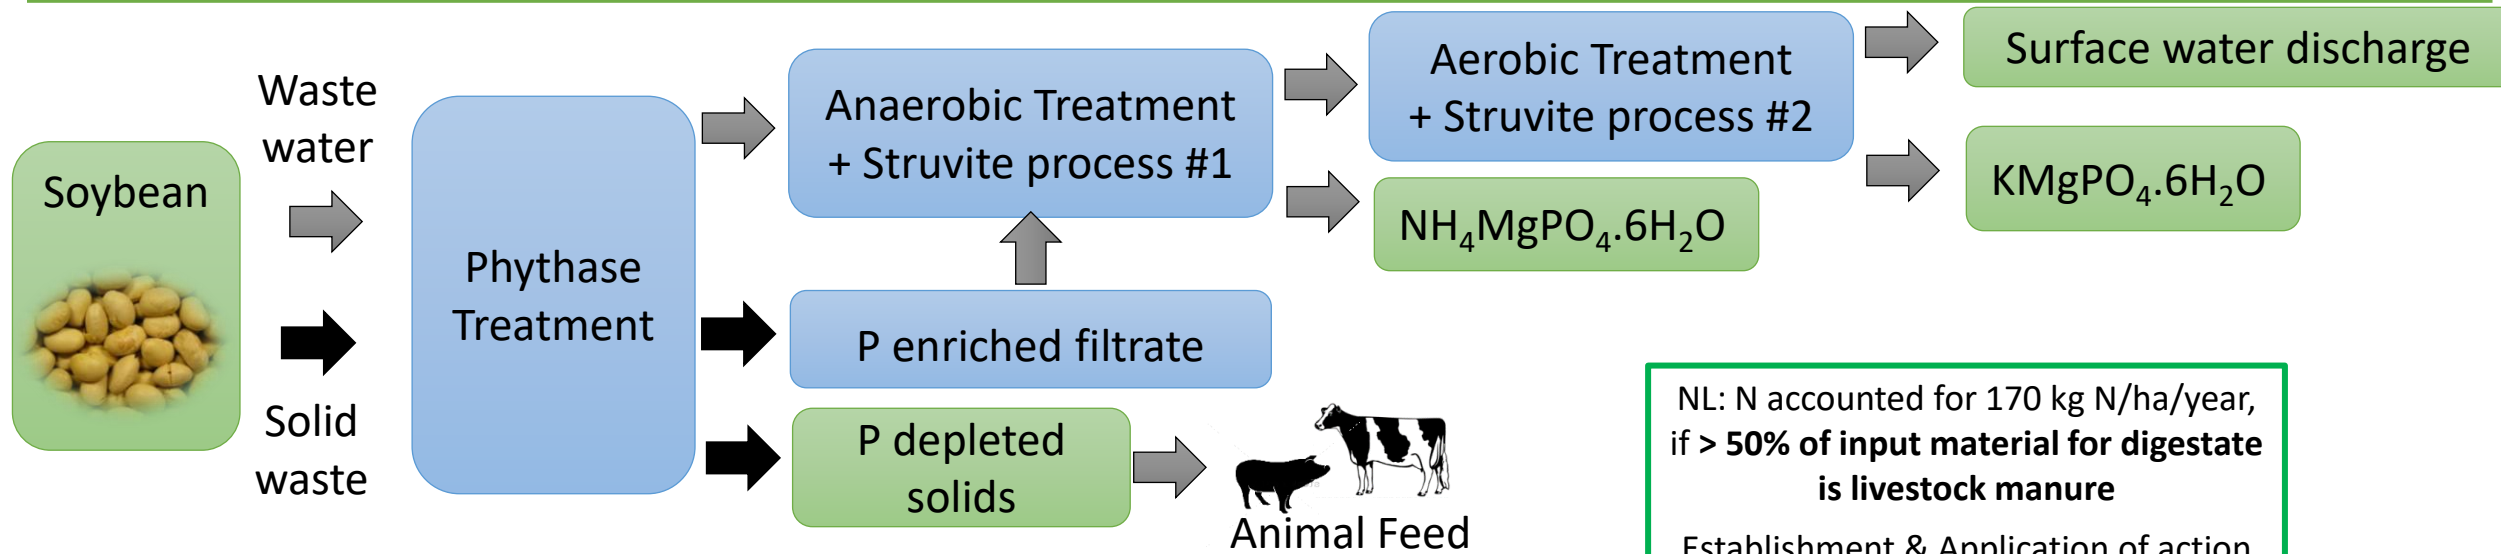 Soybean
Waste
water
Solid
waste
Phythase
Treatment
Anaerobic Treatment
+ Struvite process #1
P enriched filtrate
P depleted
solids
Animal Feed
Aerobic Treatment
+ Struvite process #2
NH₄MgPO₄.6H₂O
Surface water discharge
KMgPO₄.6H₂O
NL: N accounted for 170 kg N/ha/year,
if > 50% of input material for digestate
is livestock manure
Establishment & Application of action